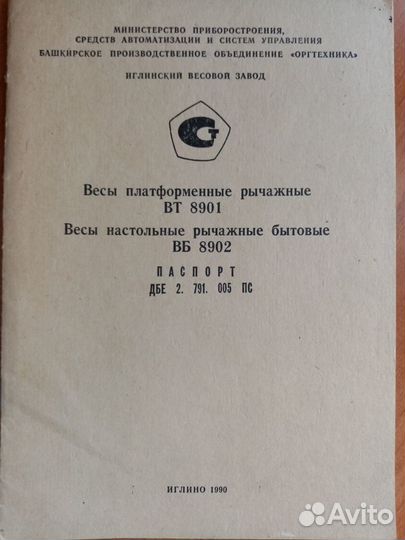 МИНИСТЕРСТВО ПРИБОРОСТРОЕНИЯ,
СРЕДСТВ АВТОМАТИЗАЦИИ И СИСТЕМ УПРАВЛЕНИЯ
БАШКИРСКОЕ ПРОИЗВОДСТВЕННОЕ ОБЪЕДИНЕНИЕ «ОРГТЕХНИКА»
ИГЛИНСКИЙ ВЕСОВОЙ ЗАВОД
Ст
Весы платформенные рычажные
ВТ 8901
Весы настольные рычажные бытовые
ВБ 8902
ПАСПОРТ
ДБЕ 2. 791. 005 ПС
ИГЛИНО 1990
Avito